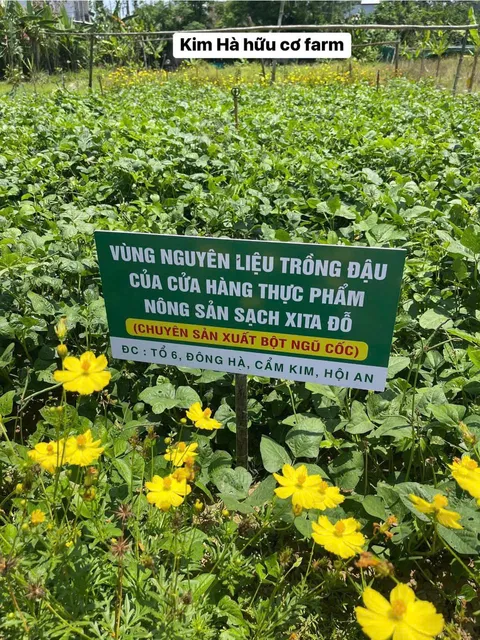 Kim Hà hữu cơ farm
VÙNG NGUYÊN LIỆU TRỒNG ĐẬU
CỦA CỬA HÀNG THỰC PHẨM
NÔNG SẢN SẠCH XITA ĐỖ
(CHUYÊN SẢN XUẤT BỘT NGŨ CỐC)
ĐC : TỔ 6, ĐÔNG HÀ, CẨM KIM, HỘI AN